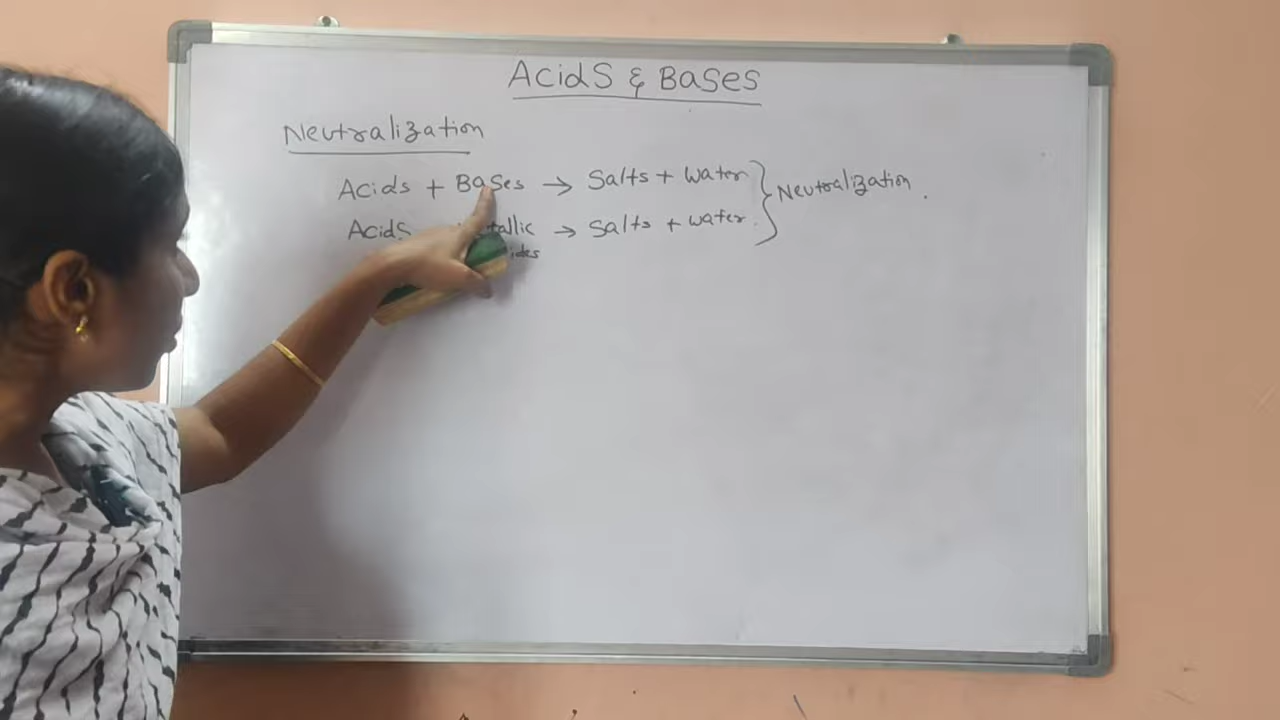 Acids & Bases
Neutralization
Acids + Bases → Salts + Water } Neutralization.
Acids → Salts + Water.